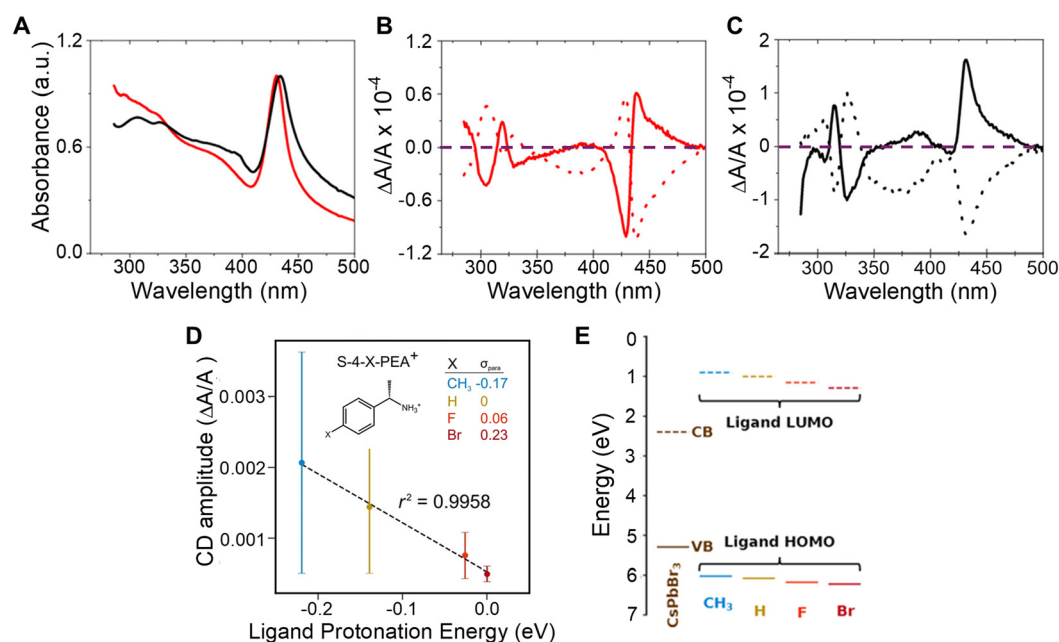 A
1.2
0.6
0.0
Absorbance (a.u.)
300 350 400 450 500
Wavelength (nm)
B
1.2
0.6
0.0
-0.6
-1.2
ΔA/A x 10⁻⁴
300 350 400 450 500
Wavelength (nm)
C
2
1
0
-1
-2
ΔA/A x 10⁻⁴
300 350 400 450 500
Wavelength (nm)
D
CD amplitude (ΔA/A)
0.003
0.002
0.001
S-4-X-PEA⁺
X
NH₃⁺
X σpara
CH₃ -0.17
H 0
F 0.06
Br 0.23
r² = 0.9958
-0.2 -0.1 0.0
Ligand Protonation Energy (eV)
E
Energy (eV)
0
1
2
3
4
5
6
7
Ligand LUMO
CB
Ligand HOMO
VB
CsPbBr₃
CH₃ H F Br